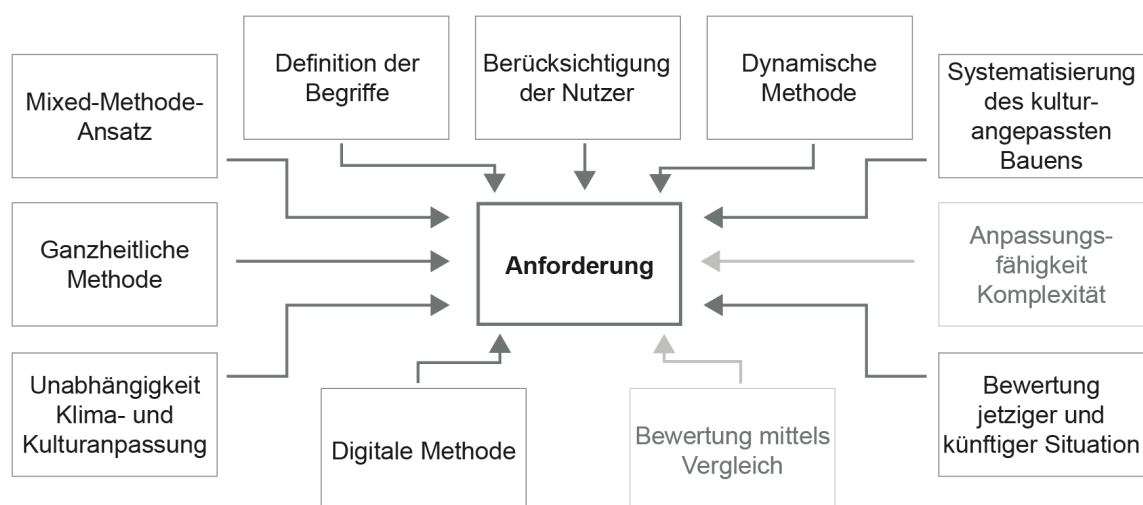 Mixed-Methode-
Ansatz
Definition der
Begriffe
Berücksichtigung
der Nutzer
Dynamische
Methode
Systematisierung
des kultur-
angepassten
Bauens
Ganzheitliche
Methode
Anforderung
Anpassungs-
fähigkeit
Komplexität
Unabhängigkeit
Klima- und
Kulturanpassung
Digitale Methode
Bewertung mittels
Vergleich
Bewertung
jetziger und
künftiger Situation